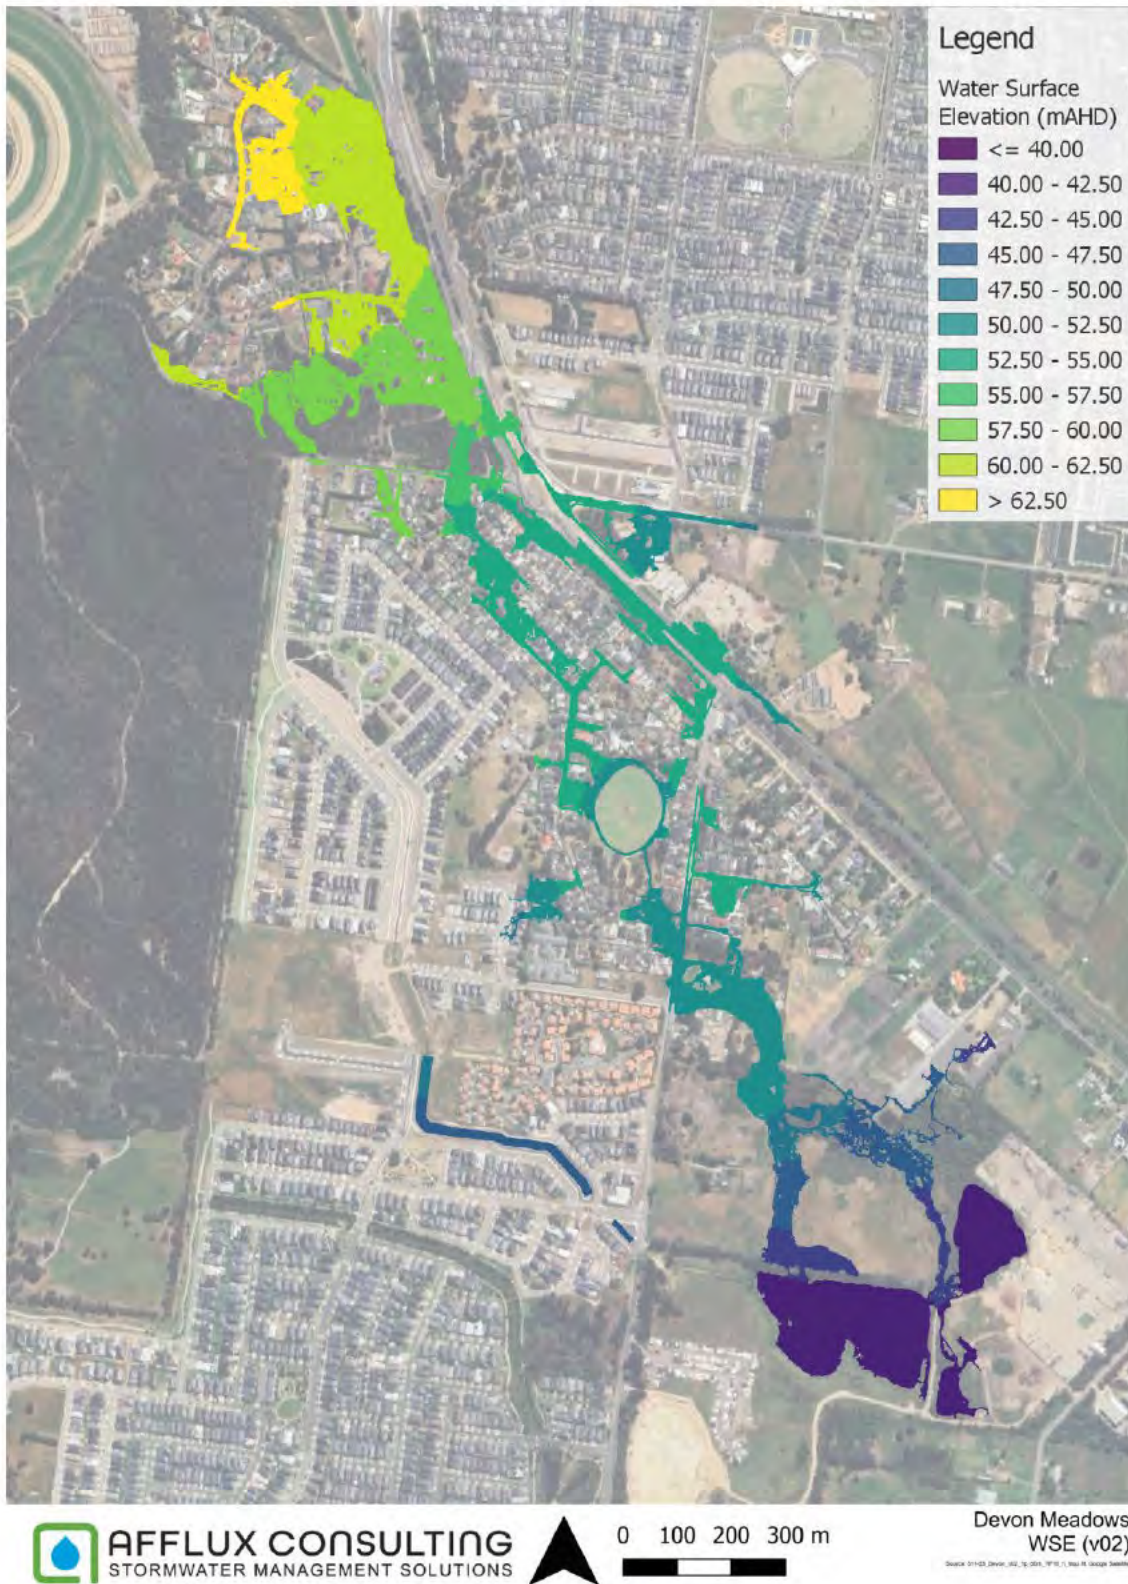 Legend
Water Surface
Elevation (mAHD)
<= 40.00
40.00 - 42.50
42.50 - 45.00
45.00 - 47.50
47.50 - 50.00
50.00 - 52.50
52.50 - 55.00
55.00 - 57.50
57.50 - 60.00
60.00 - 62.50
> 62.50
AFFLUX CONSULTING
STORMWATER MANAGEMENT SOLUTIONS
0 100 200 300 m
Devon Meadows
WSE (v02)